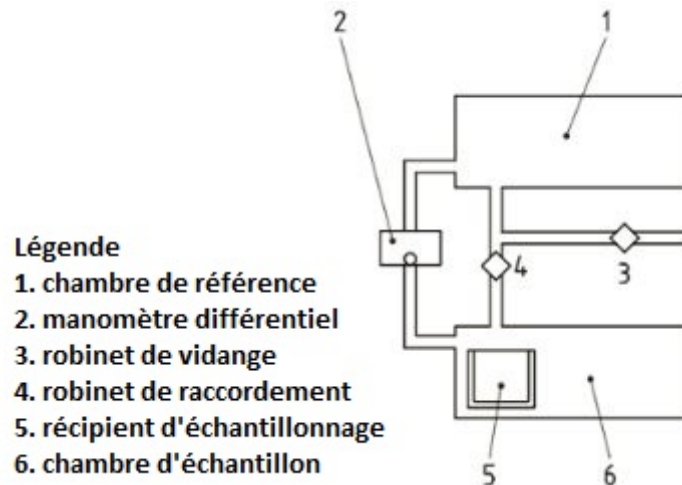 2
1
4
3
Légende
1. chambre de référence
2. manomètre différentiel
3. robinet de vidange
4. robinet de raccordement
5. récipient d'échantillonnage
6. chambre d'échantillon
5
6